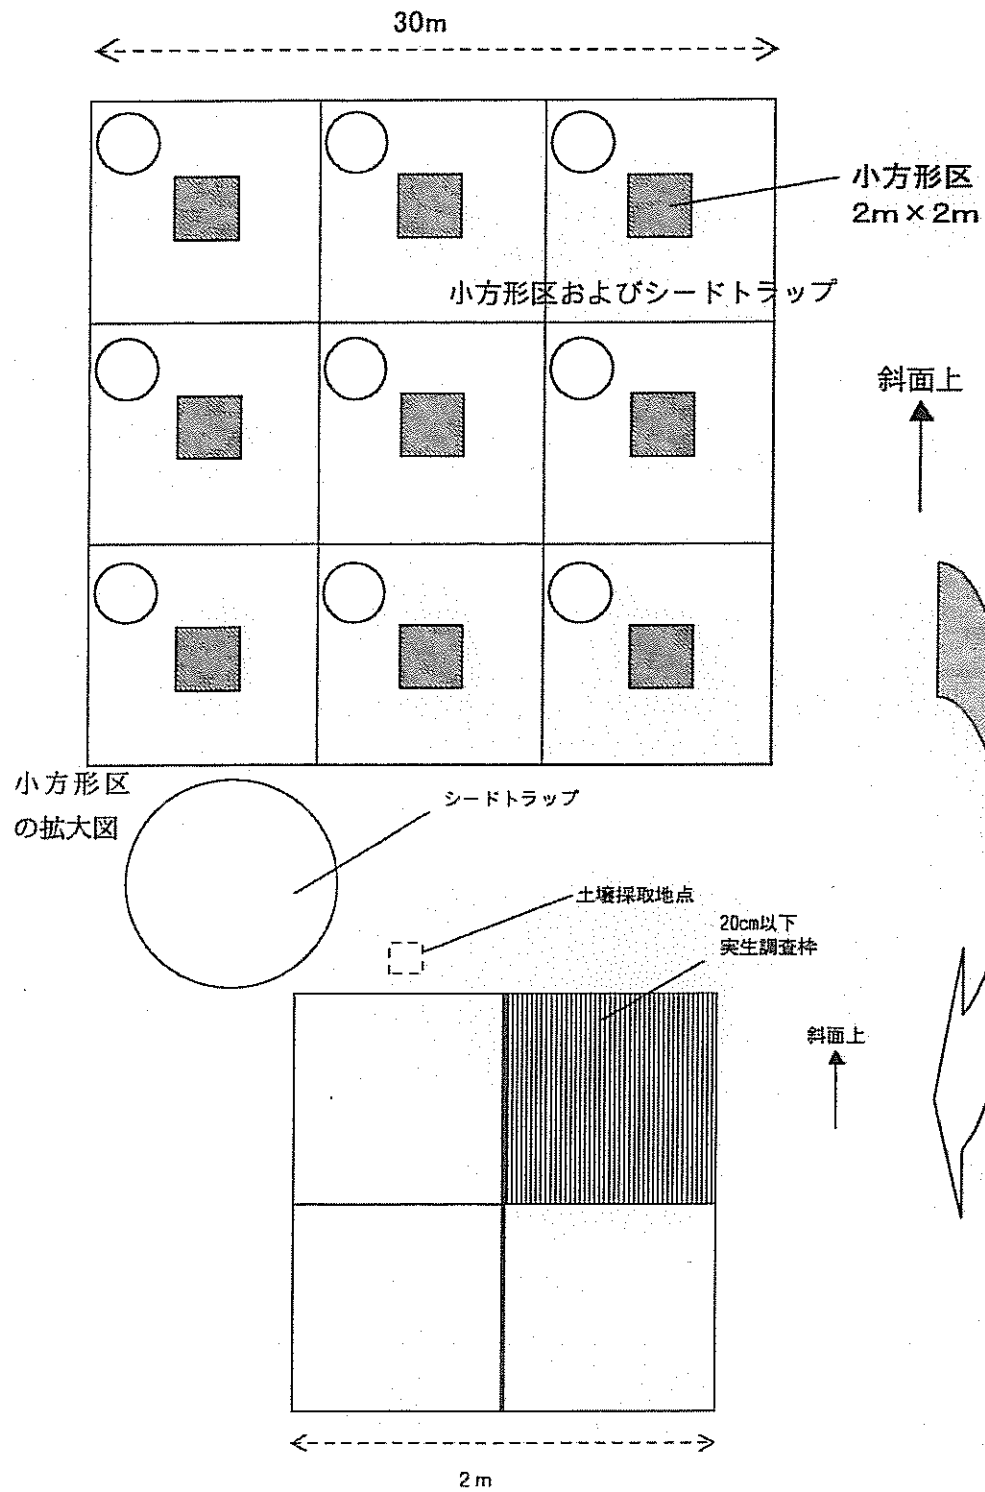 30m
小方形区
2m×2m
小方形区およびシードトラップ
斜面上
小方形区
の拡大図
シードトラップ
土壌採取地点
20cm以下
実生調査枠
斜面上
2m